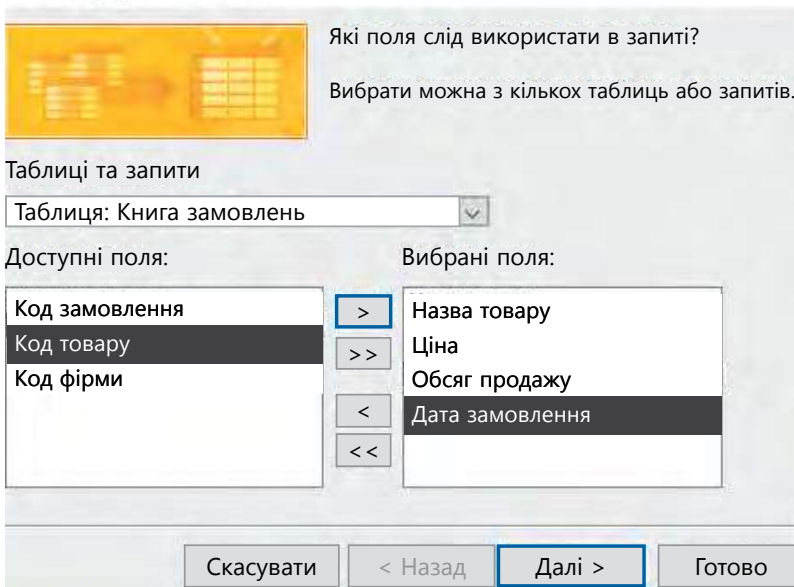 Які поля слід використати в запиті?
Вибрати можна з кількох таблиць або запитів.
Таблиці та запити
Таблиця: Книга замовлень
Доступні поля:
Вибрані поля:
Код замовлення
Код товару
Код фірми
>
>>
<
<<
Назва товару
Ціна
Обсяг продажу
Дата замовлення
Скасувати
< Назад
Далі >
Готово